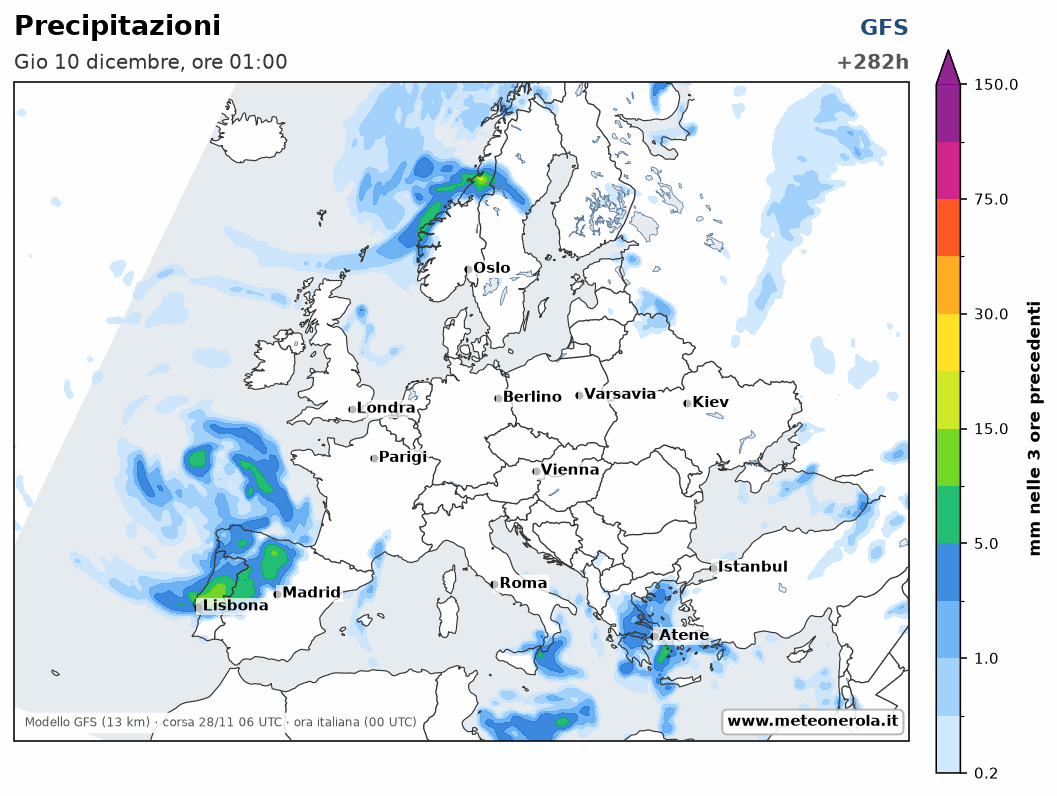 Precipitazioni
GFS
Gio 10 dicembre, ore 01:00
+282h
150.0
75.0
30.0
15.0
5.0
1.0
0.2
mm nelle 3 ore precedenti
Oslo
Londra
Berlino
Varsavia
Kiev
Parigi
Vienna
Istanbul
Roma
Madrid
Lisbona
Atene
Modello GFS (13 km) · corsa 28/11 06 UTC · ora italiana (00 UTC)
www.meteonerola.it